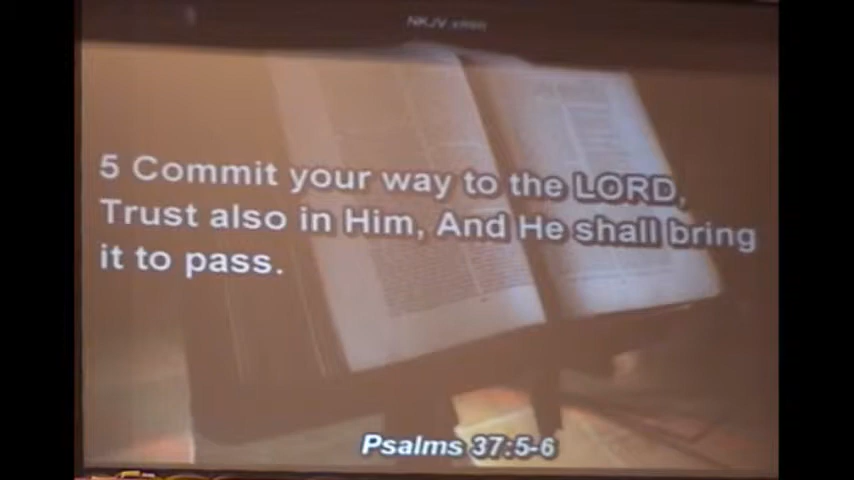 NKJV
5 Commit your way to the LORD,
Trust also in Him, And He shall bring
it to pass.
Psalms 37:5-6